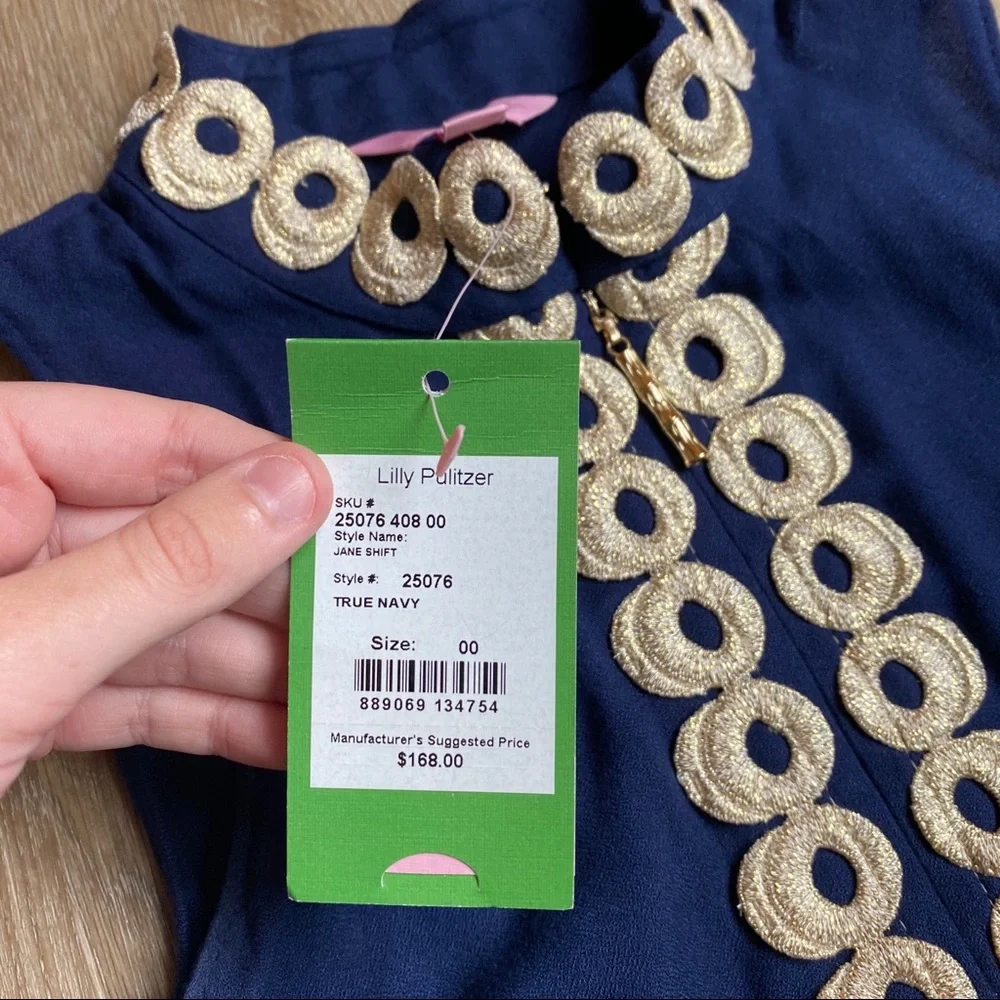 Lilly Pulitzer
SKU #
25076 408 00
Style Name:
JANE SHIFT
Style #: 25076
TRUE NAVY
Size: 00
889069 134754
Manufacturer's Suggested Price
$168.00